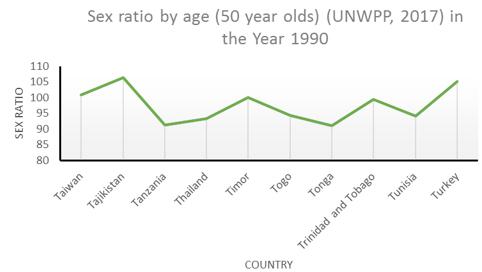 Sex ratio by age (50 year olds) (UNWPP, 2017) in
the Year 1990
SEX RATIO
110
105
100
95
90
85
80
Taiwan
Tajikistan
Tanzania
Thailand
Timor
Togo
Tonga
Trinidad and Tobago
Tunisia
Turkey
COUNTRY